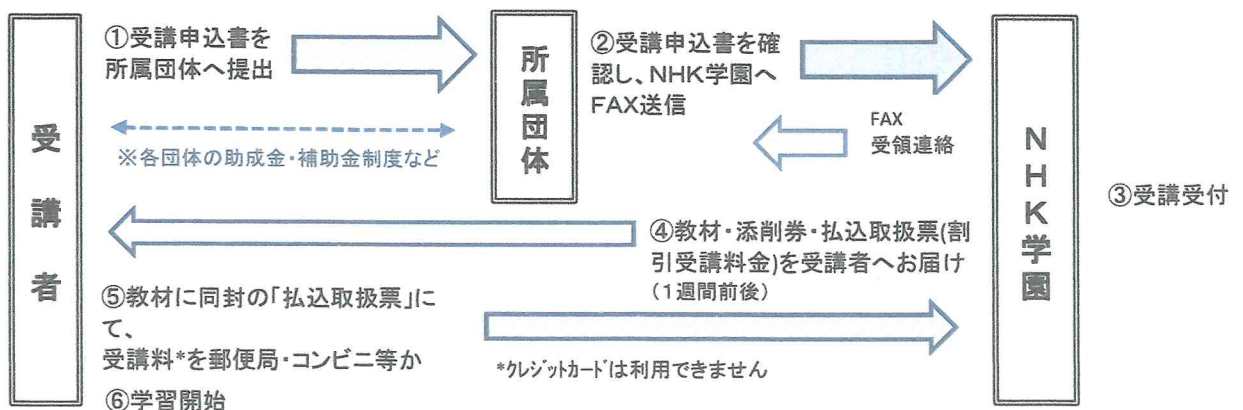 受講者
①受講申込書を
所属団体へ提出
※各団体の助成金・補助金制度など
所属団体
②受講申込書を確
認し、NHK学園へ
FAX送信
FAX
受領連絡
NHK学園
③受講受付
④教材・添削券・払込取扱票(割
引受講料金)を受講者へお届け
(1週間前後)
⑤教材に同封の「払込取扱票」に
て、
受講料*を郵便局・コンビニ等か
*クレジットカードは利用できません
⑥学習開始